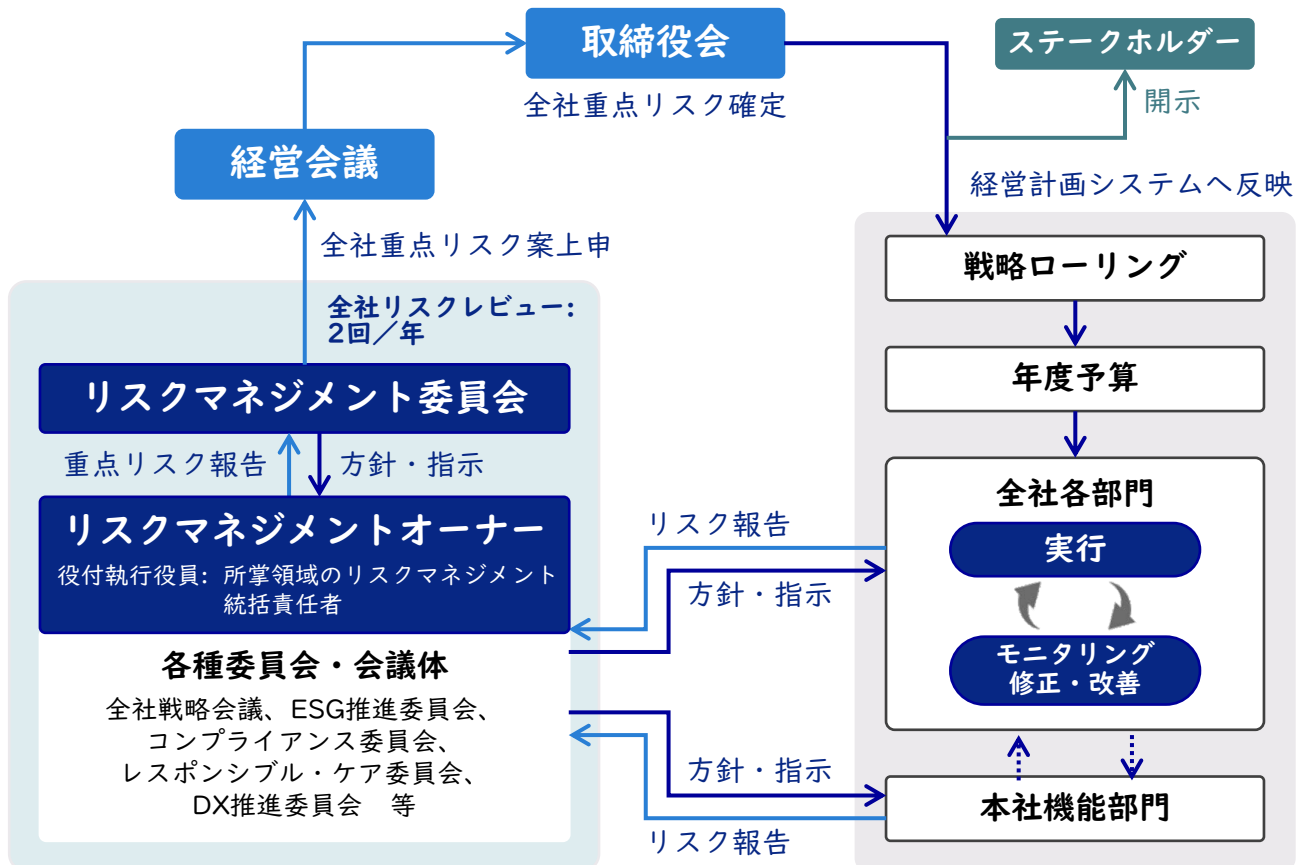 取締役会
全社重点リスク確定
ステークホルダー
開示
経営会議
経営計画システムへ反映
全社重点リスク案上申
全社リスクレビュー:
2回／年
リスクマネジメント委員会
重点リスク報告
方針・指示
リスクマネジメントオーナー
役付執行役員: 所掌領域のリスクマネジメント
統括責任者
各種委員会・会議体
全社戦略会議、ESG推進委員会、
コンプライアンス委員会、
レスポンシブル・ケア委員会、
DX推進委員会　等
リスク報告
方針・指示
方針・指示
リスク報告
戦略ローリング
年度予算
全社各部門
実行
モニタリング
修正・改善
本社機能部門